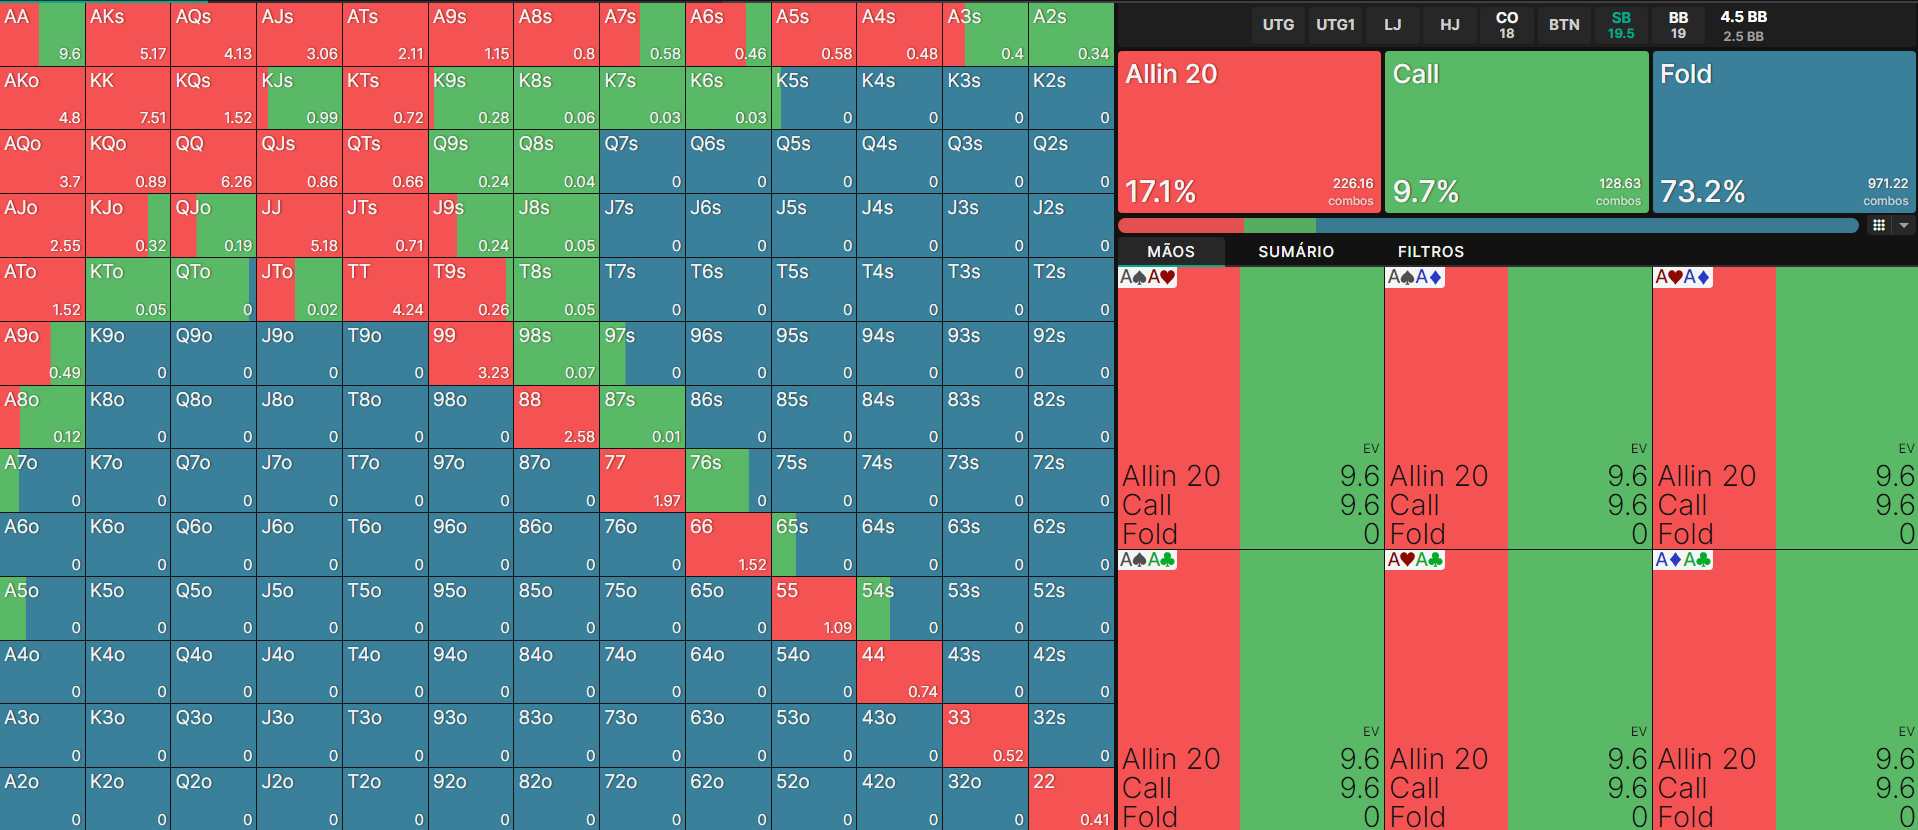 UTG UTG1 LJ HJ CO BTN SB BB 4.5 BB
18 19.5 19 2.5 BB
AA AKs AQs AJs ATs A9s A8s A7s A6s A5s A4s A3s A2s
9.6 5.17 4.13 3.06 2.11 1.15 0.8 0.58 0.46 0.58 0.48 0.4 0.34
AKo KK KQs KJs KTs K9s K8s K7s K6s K5s K4s K3s K2s
4.8 7.51 1.52 0.99 0.72 0.28 0.06 0.03 0.03 0 0 0 0
AQo KQo QQ QJs QTs Q9s Q8s Q7s Q6s Q5s Q4s Q3s Q2s
3.7 0.89 6.26 0.86 0.66 0.24 0.04 0 0 0 0 0 0
AJo KJo QJo JJ JTs J9s J8s J7s J6s J5s J4s J3s J2s
2.55 0.32 0.19 5.18 0.71 0.24 0.05 0 0 0 0 0 0
ATo KTo QTo JTo TT T9s T8s T7s T6s T5s T4s T3s T2s
1.52 0.05 0 0.02 4.24 0.26 0.05 0 0 0 0 0 0
A9o K9o Q9o J9o T9o 99 98s 97s 96s 95s 94s 93s 92s
0.49 0 0 0 0 3.23 0.07 0 0 0 0 0 0
A8o K8o Q8o J8o T8o 98o 88 87s 86s 85s 84s 83s 82s
0.12 0 0 0 0 0 2.58 0.01 0 0 0 0 0
A7o K7o Q7o J7o T7o 97o 87o 77 76s 75s 74s 73s 72s
0 0 0 0 0 0 0 1.97 0 0 0 0 0
A6o K6o Q6o J6o T6o 96o 86o 76o 66 65s 64s 63s 62s
0 0 0 0 0 0 0 0 1.52 0 0 0 0
A5o K5o Q5o J5o T5o 95o 85o 75o 65o 55 54s 53s 52s
0 0 0 0 0 0 0 0 0 1.09 0 0 0
A4o K4o Q4o J4o T4o 94o 84o 74o 64o 54o 44 43s 42s
0 0 0 0 0 0 0 0 0 0 0.74 0 0
A3o K3o Q3o J3o T3o 93o 83o 73o 63o 53o 43o 33 32s
0 0 0 0 0 0 0 0 0 0 0 0.52 0
A2o K2o Q2o J2o T2o 92o 82o 72o 62o 52o 42o 32o 22
0 0 0 0 0 0 0 0 0 0 0 0 0.41
Allin 20 Call Fold
17.1% 226.16 combos 9.7% 128.63 combos 73.2% 971.22 combos
MÃOS SUMÁRIO FILTROS
A♠A♥ A♠A♦ A♥A♦
EV EV EV
Allin 20 9.6 Allin 20 9.6 Allin 20 9.6
Call 9.6 Call 9.6 Call 9.6
Fold 0 Fold 0 Fold 0
A♠A♣ A♥A♣ A♦A♣
EV EV EV
Allin 20 9.6 Allin 20 9.6 Allin 20 9.6
Call 9.6 Call 9.6 Call 9.6
Fold 0 Fold 0 Fold 0